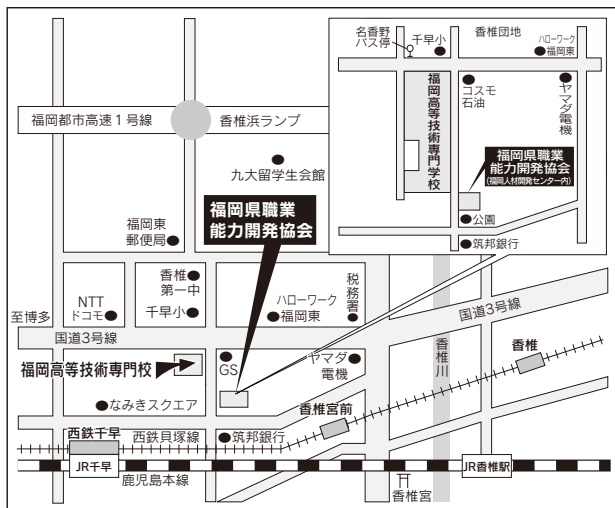 福岡都市高速1号線
香椎浜ランプ
九大留学生会館
福岡県職業
能力開発協会
福岡東
郵便局
香椎
第一中
千早小
NTT
ドコモ
ハローワーク
福岡東
税務署
至博多
国道3号線
国道3号線
福岡高等技術専門校
GS
ヤマダ
電機
香椎川
香椎
なみきスクエア
香椎宮前
西鉄千早
西鉄貝塚線
筑邦銀行
JR千早
鹿児島本線
JR香椎駅
香椎宮
名香野
バス停
千早小
香椎団地
ハローワーク
福岡東
福岡高等技術専門学校
コスモ
石油
ヤマダ電機
福岡県職業
能力開発協会
(福岡人材開発センター内)
公園
筑邦銀行